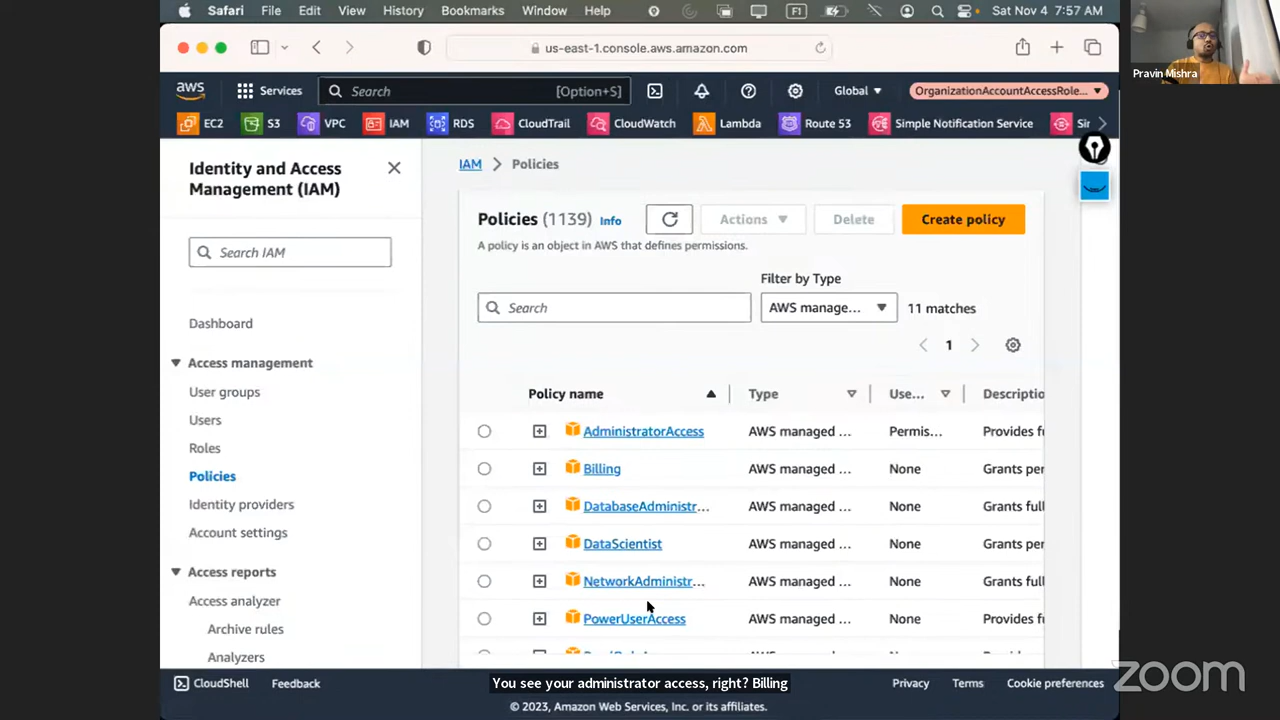 Safari File Edit View History Bookmarks Window Help Sat Nov 4 7:57 AM
Pravin Mishra
us-east-1.console.aws.amazon.com
aws Services Search [Option+S] Global OrganizationAccountAccessRole...
EC2 S3 VPC IAM RDS CloudTrail CloudWatch Lambda Route 53 Simple Notification Service
Identity and Access
Management (IAM)
Search IAM
Dashboard
Access management
User groups
Users
Roles
Policies
Identity providers
Account settings
Access reports
Access analyzer
Archive rules
Analyzers
IAM > Policies
Policies (1139) Info Actions Delete Create policy
A policy is an object in AWS that defines permissions.
Filter by Type
Search AWS manage... 11 matches
1
Policy name Type Use... Descriptio
AdministratorAccess AWS managed ... Permis... Provides fu
Billing AWS managed ... None Grants per
DatabaseAdministr... AWS managed ... None Grants full
DataScientist AWS managed ... None Grants per
NetworkAdministr... AWS managed ... None Grants full
PowerUserAccess AWS managed ... None Provides fu
CloudShell Feedback Privacy Terms Cookie preferences
You see your administrator access, right? Billing
© 2023, Amazon Web Services, Inc. or its affiliates.
zoom